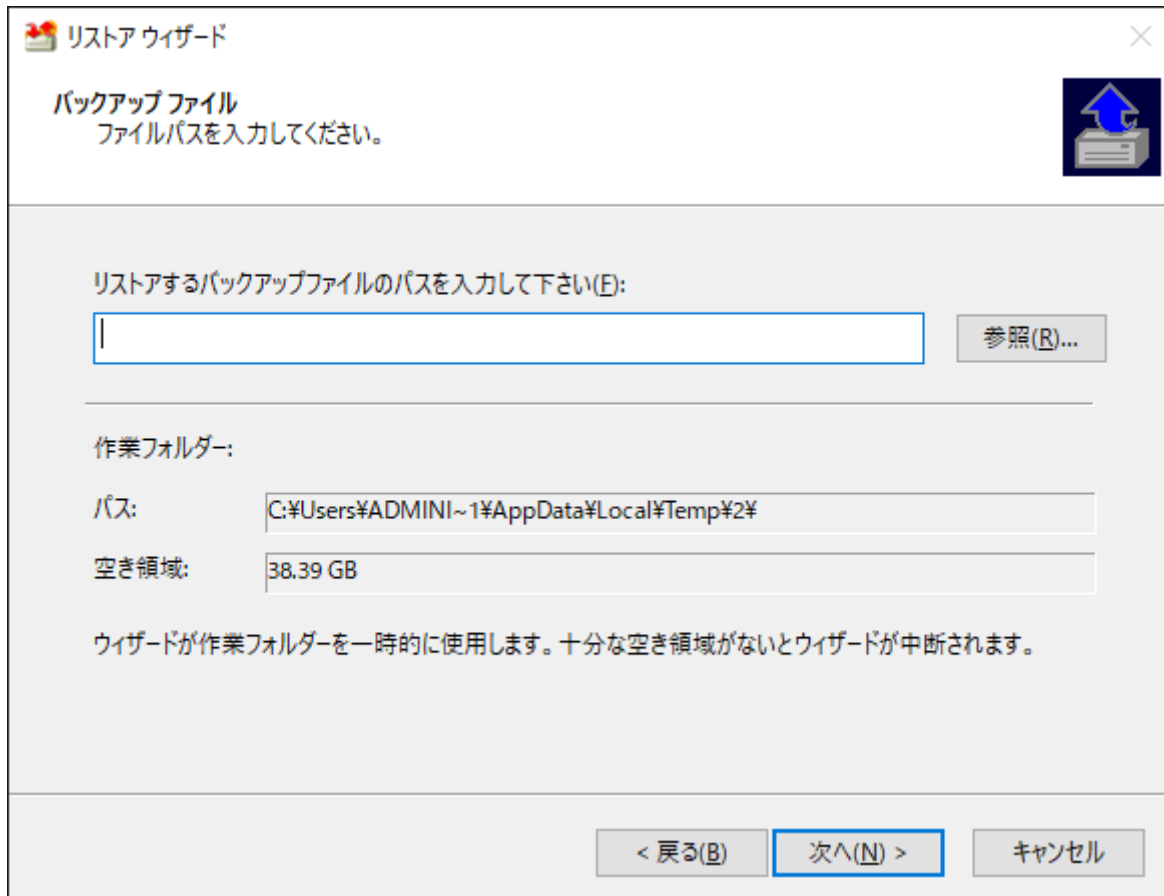 リストア ウィザード
バックアップ ファイル
ファイルパスを入力してください。
リストアするバックアップファイルのパスを入力して下さい(F):
参照(R)...
作業フォルダー:
パス:
C:¥Users¥ADMINI~1¥AppData¥Local¥Temp¥2¥
空き領域:
38.39 GB
ウィザードが作業フォルダーを一時的に使用します。十分な空き領域がないとウィザードが中断されます。
< 戻る(B)
次へ(N) >
キャンセル